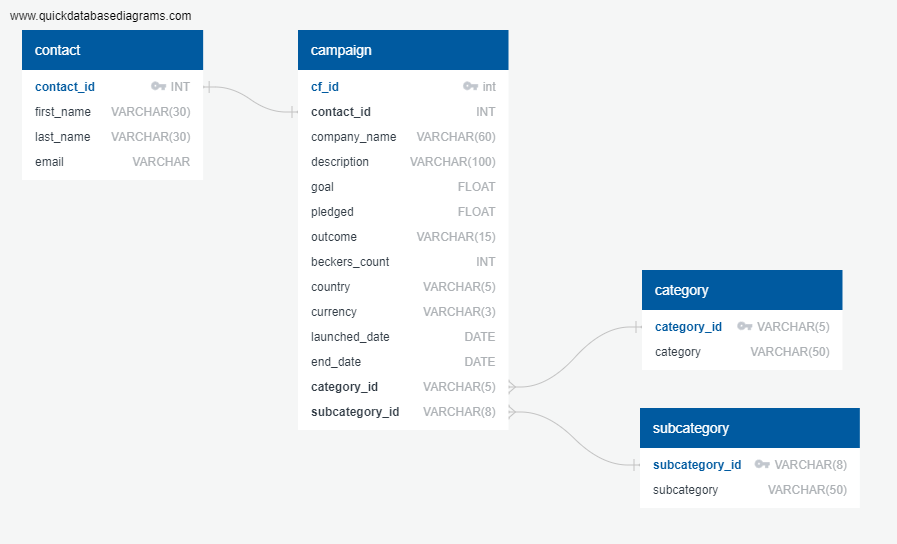 www.quickdatabasediagrams.com
contact
contact_id INT
first_name VARCHAR(30)
last_name VARCHAR(30)
email VARCHAR
campaign
cf_id int
contact_id INT
company_name VARCHAR(60)
description VARCHAR(100)
goal FLOAT
pledged FLOAT
outcome VARCHAR(15)
beckers_count INT
country VARCHAR(5)
currency VARCHAR(3)
launched_date DATE
end_date DATE
category_id VARCHAR(5)
subcategory_id VARCHAR(8)
category
category_id VARCHAR(5)
category VARCHAR(50)
subcategory
subcategory_id VARCHAR(8)
subcategory VARCHAR(50)